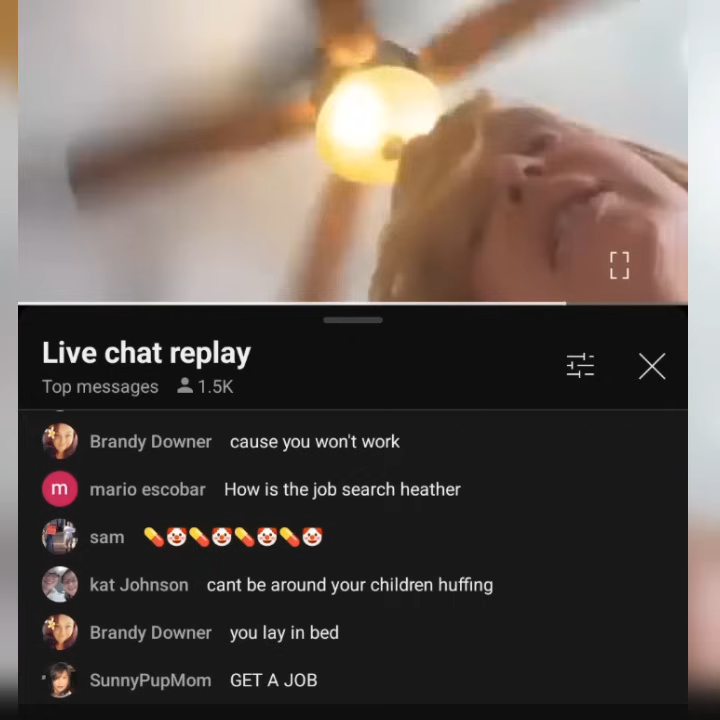 Live chat replay
Top messages 1.5K
Brandy Downer cause you won't work
m mario escobar How is the job search heather
sam 💊🤡💊🤡💊🤡💊🤡
kat Johnson cant be around your children huffing
Brandy Downer you lay in bed
SunnyPupMom GET A JOB